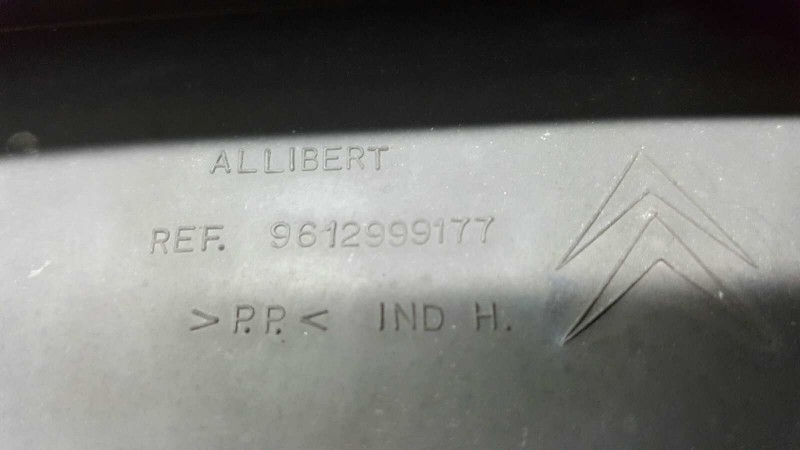 ALLIBERT
REF. 9612999177
>P.P.< IND. H.